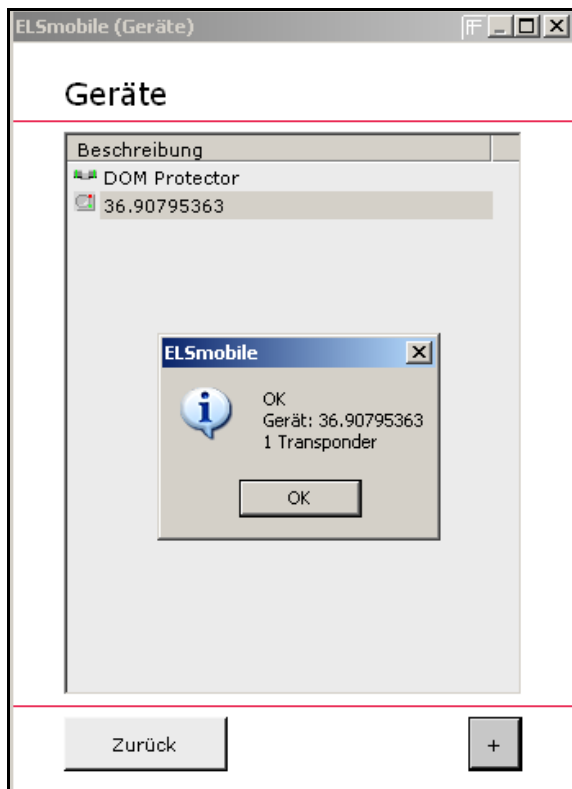 ELSmobile (Geräte)
Geräte
Beschreibung
DOM Protector
36.90795363
ELSmobile
OK
Gerät: 36.90795363
1 Transponder
OK
Zurück
+